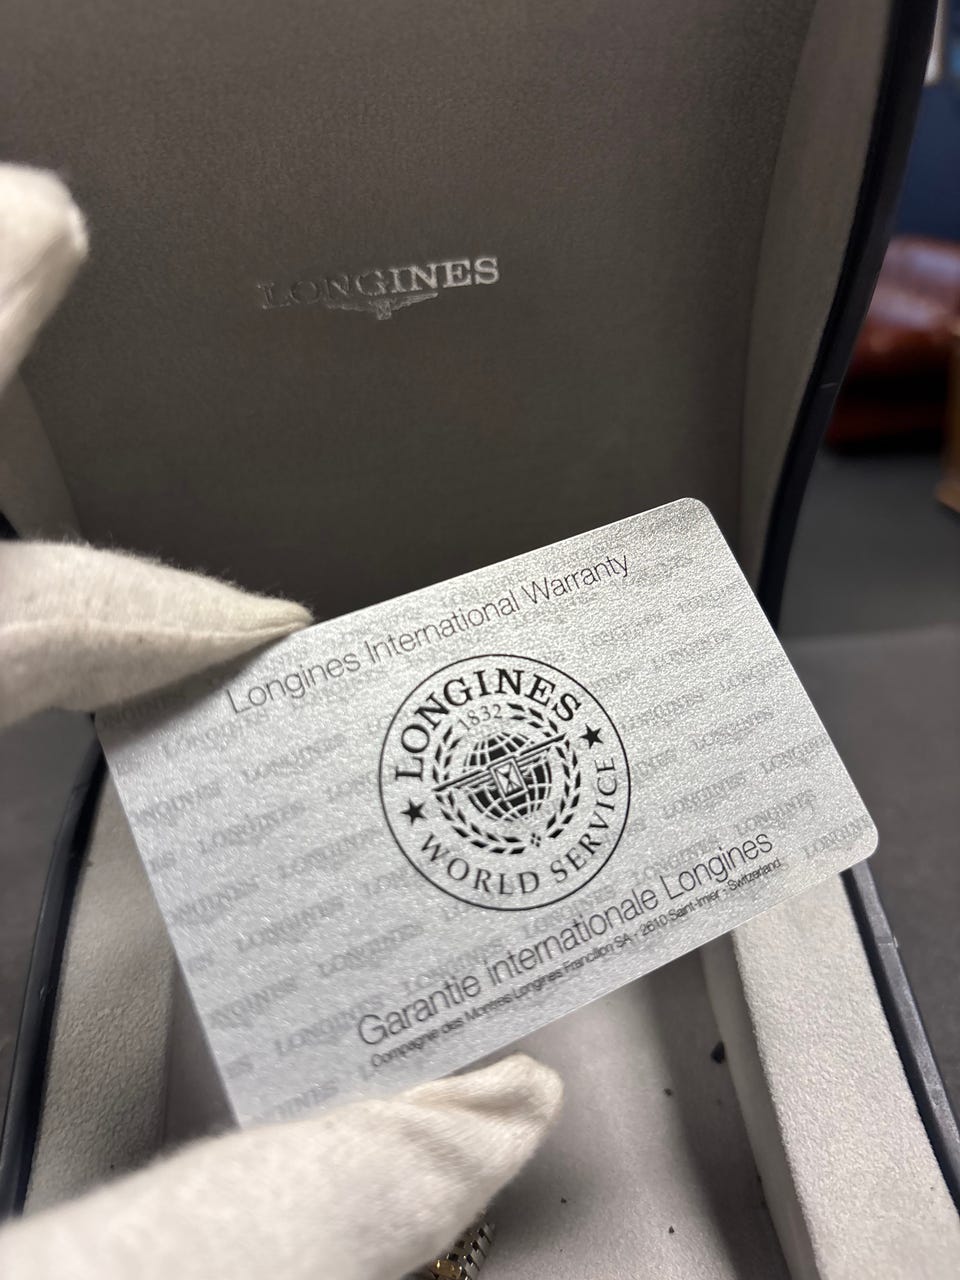 LONGINES
Longines International Warranty
LONGINES
1832
WORLD SERVICE
Garantie Internationale Longines
Compagnie des Montres Longines Francillon SA - 2610 Saint-Imier - Switzerland